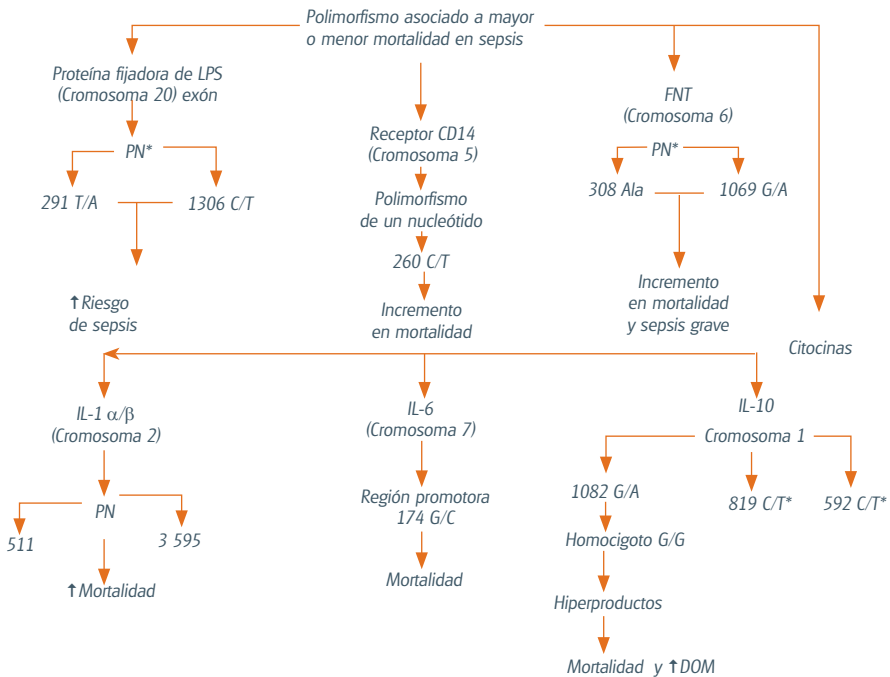 Polimorfismo asociado a mayor
o menor mortalidad en sepsis
Proteína fijadora de LPS
(Cromosoma 20) exón
PN*
291 T/A
1306 C/T
↑Riesgo
de sepsis
Receptor CD14
(Cromosoma 5)
Polimorfismo
de un nucleótido
260 C/T
Incremento
en mortalidad
FNT
(Cromosoma 6)
PN*
308 Ala
1069 G/A
Incremento
en mortalidad
y sepsis grave
Citocinas
IL-1 α/β
(Cromosoma 2)
PN
511
3 595
↑Mortalidad
IL-6
(Cromosoma 7)
Región promotora
174 G/C
Mortalidad
IL-10
Cromosoma 1
1082 G/A
819 C/T*
592 C/T*
Homocigoto G/G
Hiperproductos
Mortalidad y ↑DOM